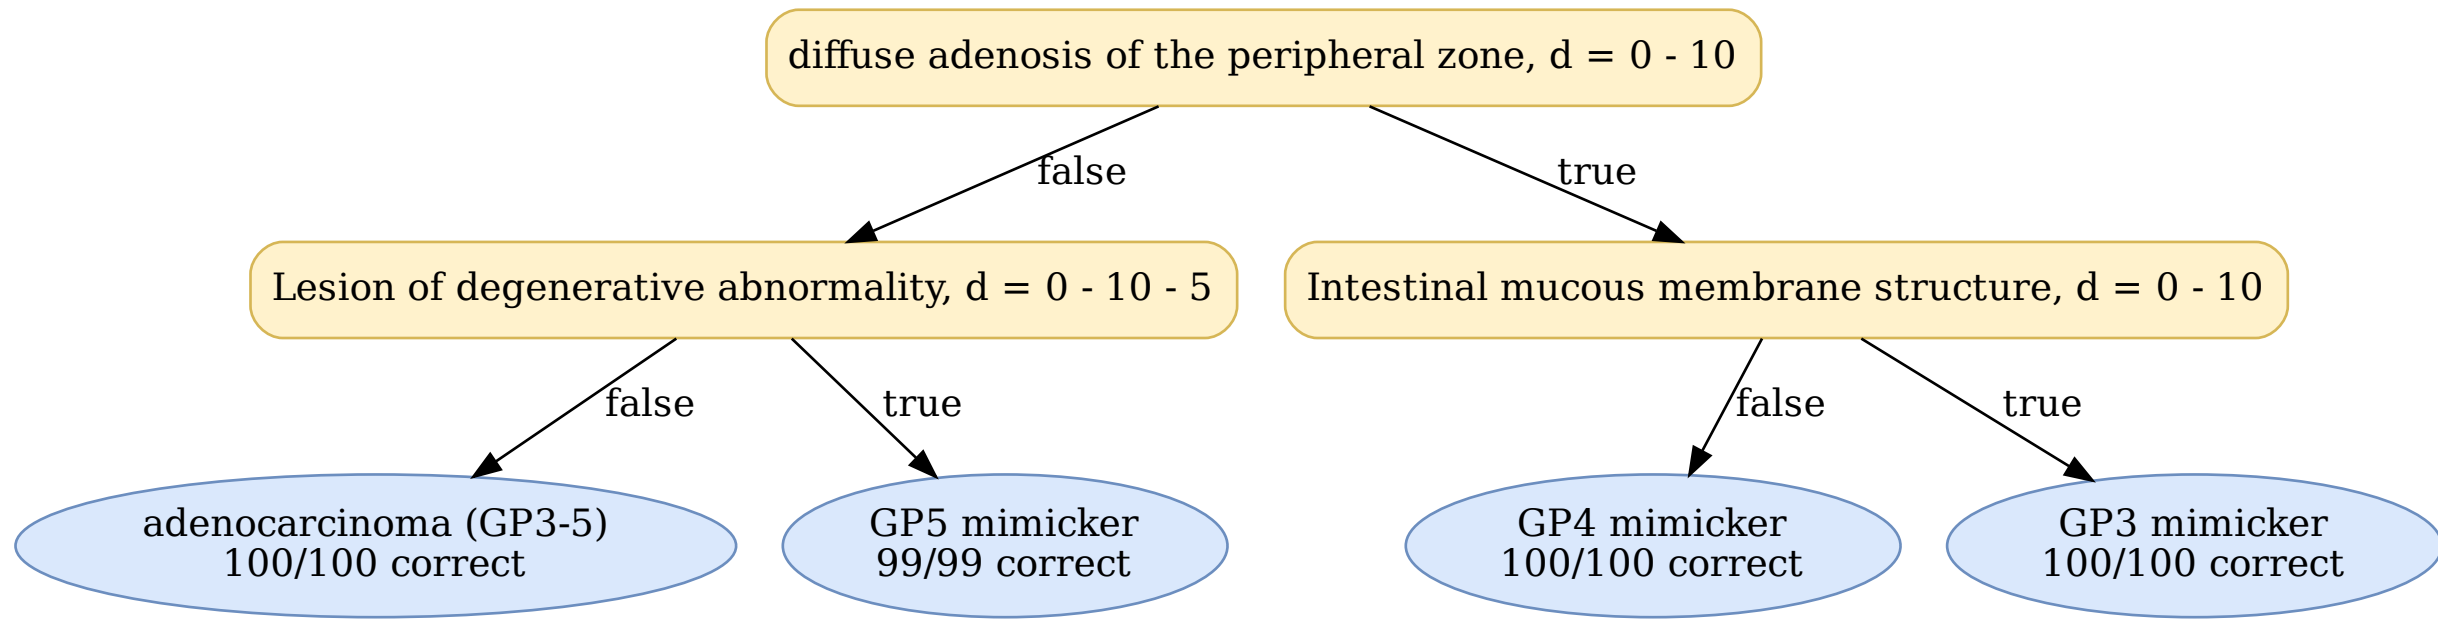 diffuse adenosis of the peripheral zone, d = 0 - 10
false
true
Lesion of degenerative abnormality, d = 0 - 10 - 5
Intestinal mucous membrane structure, d = 0 - 10
false
true
false
true
adenocarcinoma (GP3-5)
100/100 correct
GP5 mimicker
99/99 correct
GP4 mimicker
100/100 correct
GP3 mimicker
100/100 correct